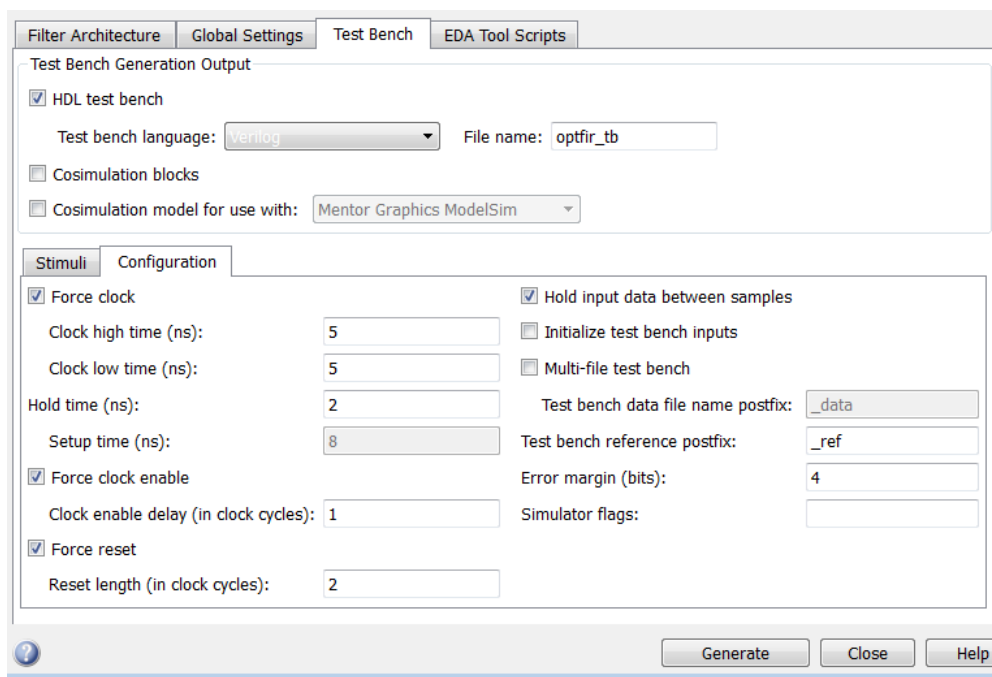 Filter Architecture Global Settings Test Bench EDA Tool Scripts
Test Bench Generation Output
HDL test bench
Test bench language: Verilog File name: optfir_tb
Cosimulation blocks
Cosimulation model for use with: Mentor Graphics ModelSim
Stimuli Configuration
Force clock
Clock high time (ns): 5
Clock low time (ns): 5
Hold time (ns): 2
Setup time (ns): 8
Force clock enable
Clock enable delay (in clock cycles): 1
Force reset
Reset length (in clock cycles): 2
Hold input data between samples
Initialize test bench inputs
Multi-file test bench
Test bench data file name postfix: _data
Test bench reference postfix: _ref
Error margin (bits): 4
Simulator flags:
? Generate Close Help